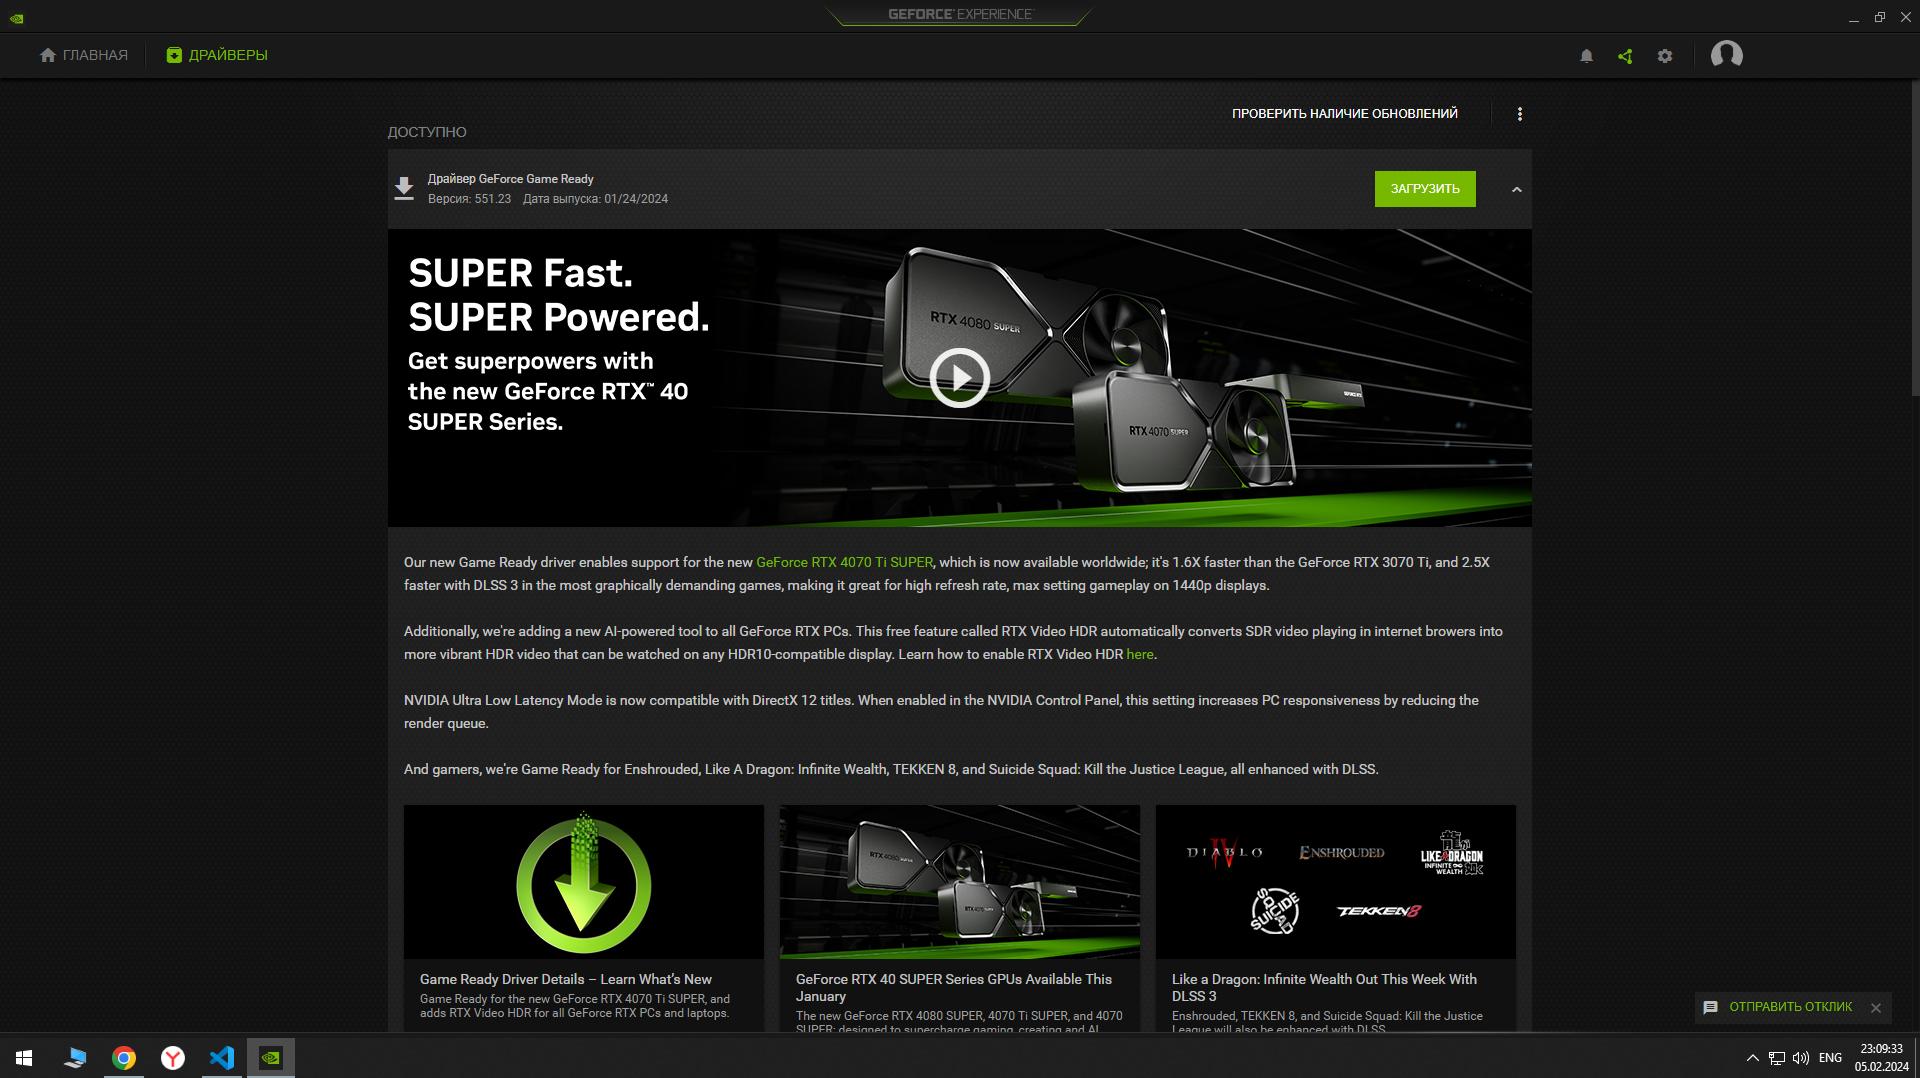 GEFORCE EXPERIENCE
ГЛАВНАЯ
ДРАЙВЕРЫ
ПРОВЕРИТЬ НАЛИЧИЕ ОБНОВЛЕНИЙ
ДОСТУПНО
Драйвер GeForce Game Ready
Версия: 551.23 Дата выпуска: 01/24/2024
ЗАГРУЗИТЬ
SUPER Fast.
SUPER Powered.
Get superpowers with
the new GeForce RTX™ 40
SUPER Series.
RTX 4080 SUPER
GEFORCE RTX
RTX 4070 SUPER
Our new Game Ready driver enables support for the new GeForce RTX 4070 Ti SUPER, which is now available worldwide; it's 1.6X faster than the GeForce RTX 3070 Ti, and 2.5X
faster with DLSS 3 in the most graphically demanding games, making it great for high refresh rate, max setting gameplay on 1440p displays.
Additionally, we're adding a new AI-powered tool to all GeForce RTX PCs. This free feature called RTX Video HDR automatically converts SDR video playing in internet browers into
more vibrant HDR video that can be watched on any HDR10-compatible display. Learn how to enable RTX Video HDR here.
NVIDIA Ultra Low Latency Mode is now compatible with DirectX 12 titles. When enabled in the NVIDIA Control Panel, this setting increases PC responsiveness by reducing the
render queue.
And gamers, we're Game Ready for Enshrouded, Like A Dragon: Infinite Wealth, TEKKEN 8, and Suicide Squad: Kill the Justice League, all enhanced with DLSS.
RTX 4080 SUPER
RTX 4070 SUPER
DIABLO IV
ENSHROUDED
LIKE A DRAGON
INFINITE WEALTH
SUICIDE SQUAD
TEKKEN 8
Game Ready Driver Details – Learn What's New
Game Ready for the new GeForce RTX 4070 Ti SUPER, and
adds RTX Video HDR for all GeForce RTX PCs and laptops.
GeForce RTX 40 SUPER Series GPUs Available This
January
The new GeForce RTX 4080 SUPER, 4070 Ti SUPER, and 4070
SUPER: designed to supercharge gaming, creating and AI
Like a Dragon: Infinite Wealth Out This Week With
DLSS 3
Enshrouded, TEKKEN 8, and Suicide Squad: Kill the Justice
League will also be enhanced with DLSS
ОТПРАВИТЬ ОТКЛИК
ENG
23:09:33
05.02.2024